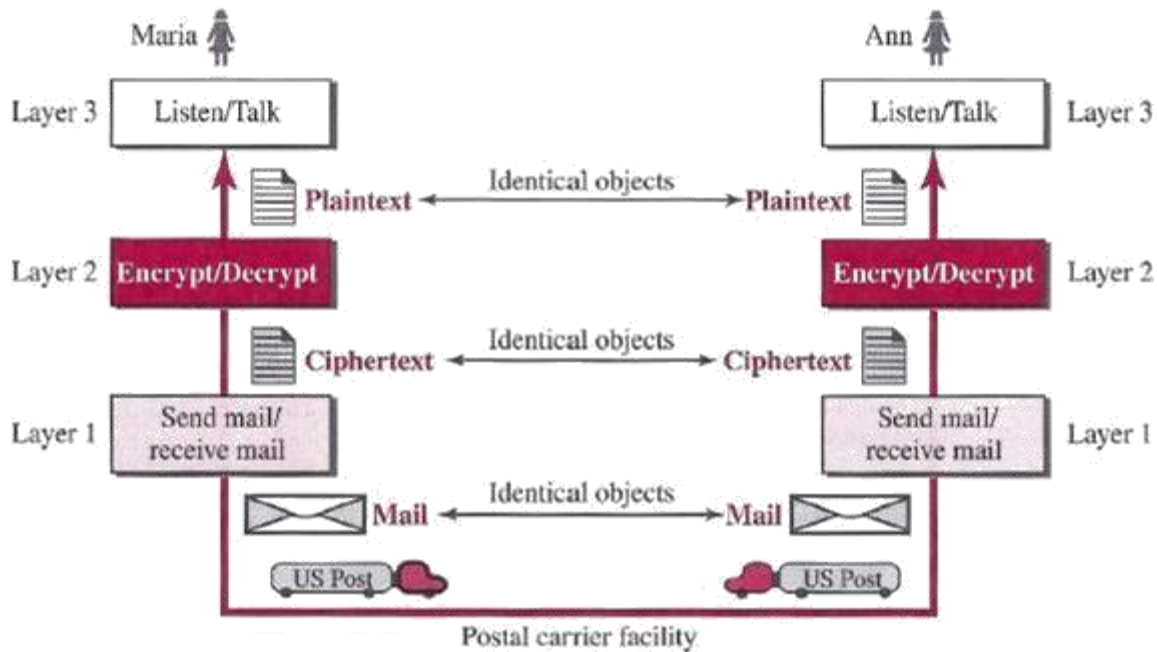 Maria
Ann
Layer 3
Listen/Talk
Listen/Talk
Layer 3
Plaintext
Identical objects
Plaintext
Layer 2
Encrypt/Decrypt
Encrypt/Decrypt
Layer 2
Ciphertext
Identical objects
Ciphertext
Layer 1
Send mail/
receive mail
Send mail/
receive mail
Layer 1
Mail
Identical objects
Mail
US Post
US Post
Postal carrier facility